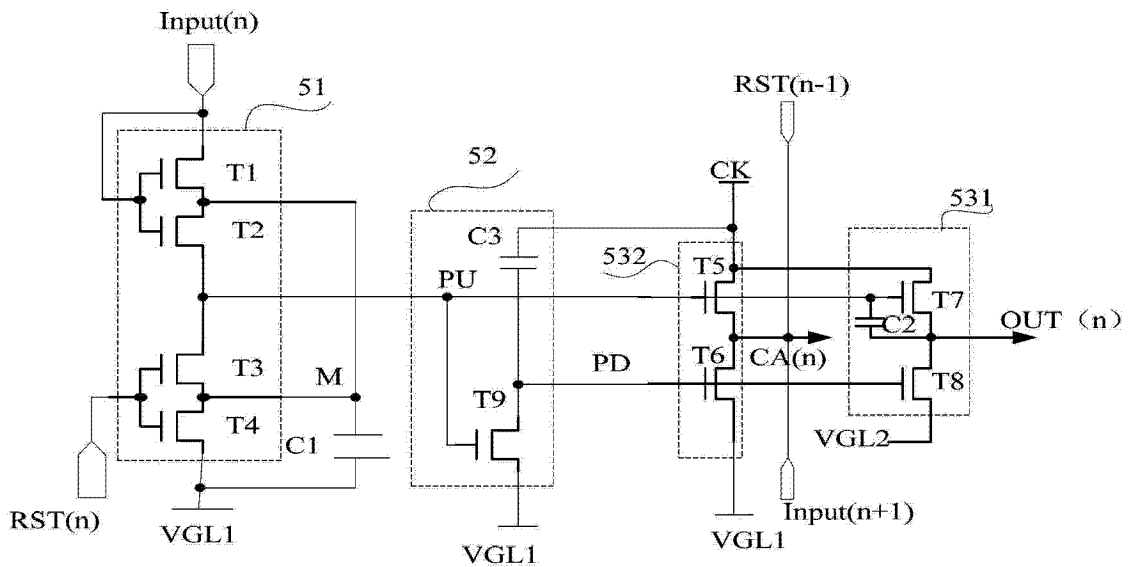 Input(n)
51
RST(n-1)
T1
52
CK
531
T2
C3
532
T5
PU
T7
C2
OUT（n）
T3
M
T6
CA(n)
PD
T9
T8
T4
C1
VGL2
RST(n)
VGL1
VGL1
VGL1
Input(n+1)